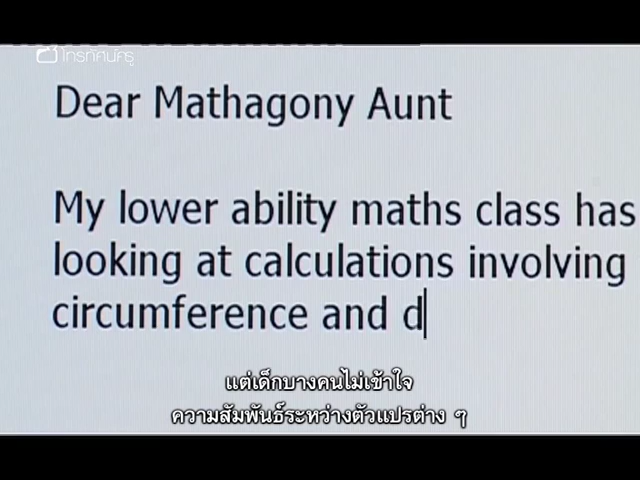 โทรทัศน์ครู
Dear Mathagony Aunt
My lower ability maths class has
looking at calculations involving
circumference and d
แต่เด็กบางคนไม่เข้าใจ
ความสัมพันธ์ระหว่างตัวแปรต่าง ๆ